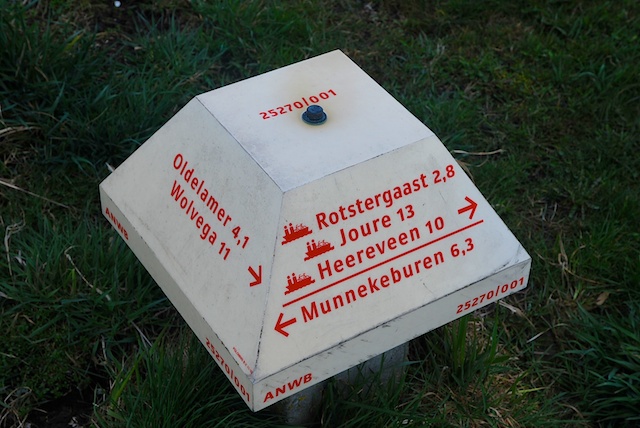 25270/001
Oldelamer 4,1
Wolvega 11
Rotstergaast 2,8
Joure 13
Heereveen 10
Munnekeburen 6,3
ANWB
25270/001
ANWB
25270/001